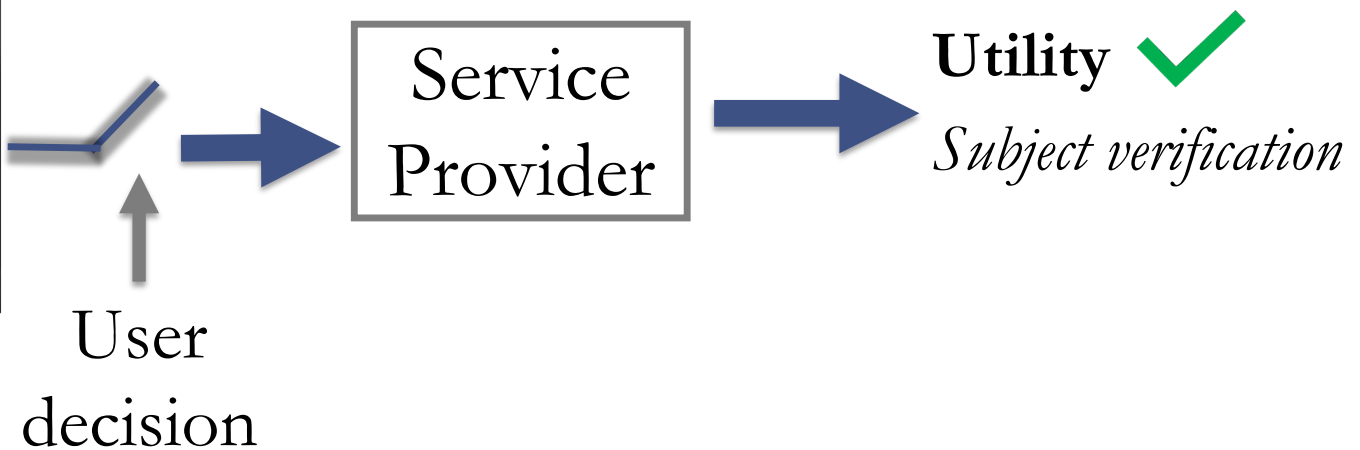 Service
Provider
Utility
Subject verification
User
decision